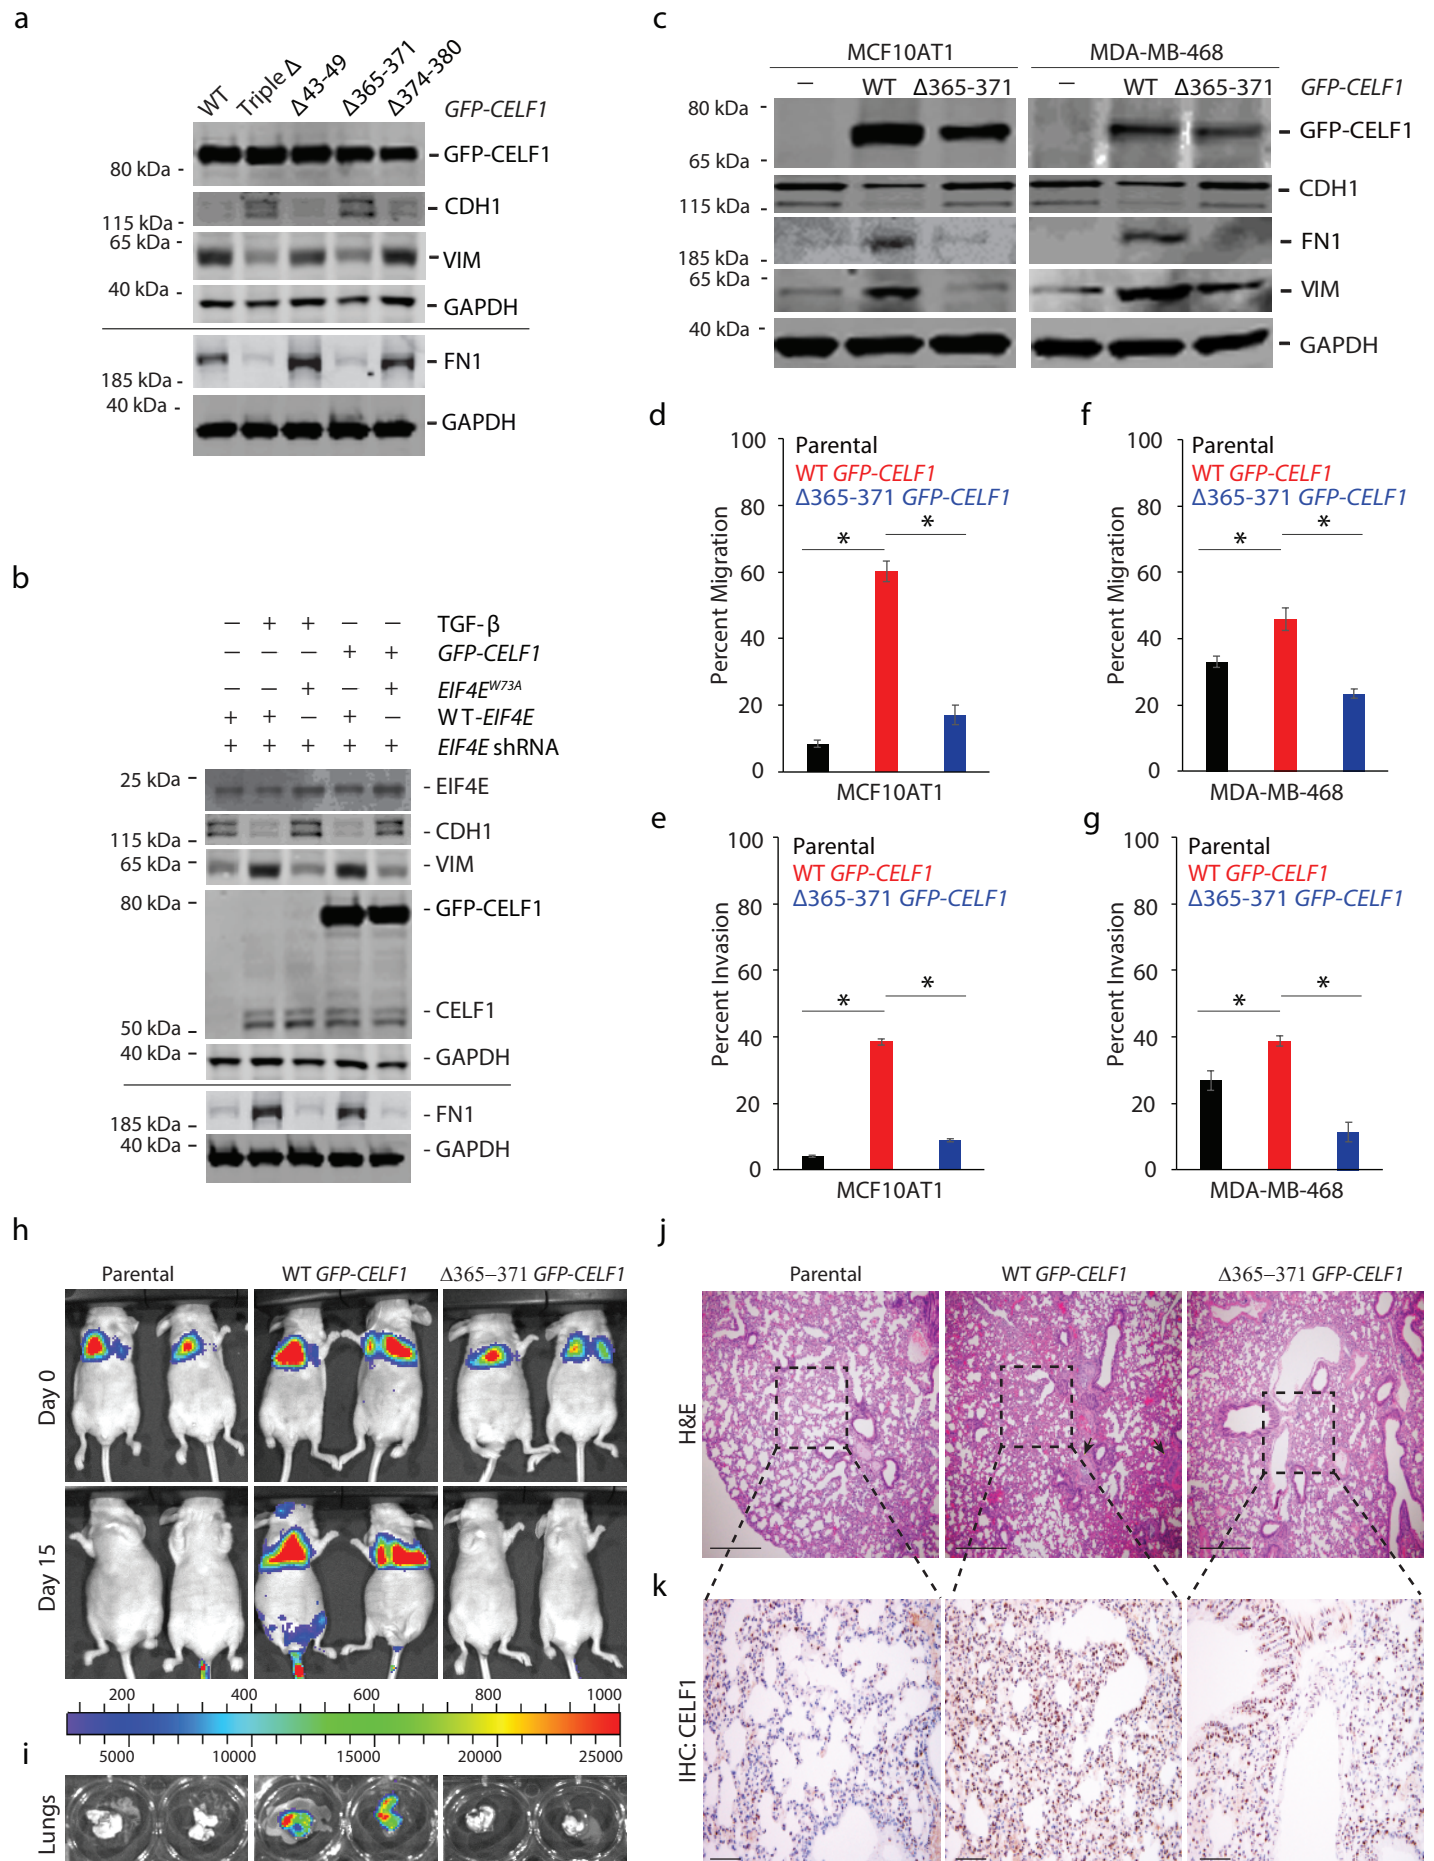 a
WT Triple Δ Δ43-49 Δ365-371 Δ374-380 GFP-CELF1
GFP-CELF1
80 kDa
CDH1
115 kDa
65 kDa
VIM
40 kDa
GAPDH
FN1
185 kDa
40 kDa
GAPDH
b
− + + − − TGF-β
− − − + + GFP-CELF1
− − + − + EIF4E^W73A
+ + − + − WT-EIF4E
+ + + + + EIF4E shRNA
25 kDa
EIF4E
CDH1
115 kDa
65 kDa
VIM
80 kDa
GFP-CELF1
CELF1
50 kDa
40 kDa
GAPDH
FN1
185 kDa
40 kDa
GAPDH
c
MCF10AT1 MDA-MB-468
− WT Δ365-371 − WT Δ365-371 GFP-CELF1
80 kDa
GFP-CELF1
65 kDa
CDH1
115 kDa
FN1
185 kDa
65 kDa
VIM
40 kDa
GAPDH
d
Percent Migration
100
80
60
40
20
0
Parental
WT GFP-CELF1
Δ365-371 GFP-CELF1
*
*
MCF10AT1
f
Percent Migration
100
80
60
40
20
0
Parental
WT GFP-CELF1
Δ365-371 GFP-CELF1
*
*
MDA-MB-468
e
Percent Invasion
100
80
60
40
20
0
Parental
WT GFP-CELF1
Δ365-371 GFP-CELF1
*
*
MCF10AT1
g
Percent Invasion
100
80
60
40
20
0
Parental
WT GFP-CELF1
Δ365-371 GFP-CELF1
*
*
MDA-MB-468
h
Parental WT GFP-CELF1 Δ365–371 GFP-CELF1
Day 0
Day 15
200 400 600 800 1000
5000 10000 15000 20000 25000
i
Lungs
j
Parental WT GFP-CELF1 Δ365–371 GFP-CELF1
H&E
k
IHC: CELF1